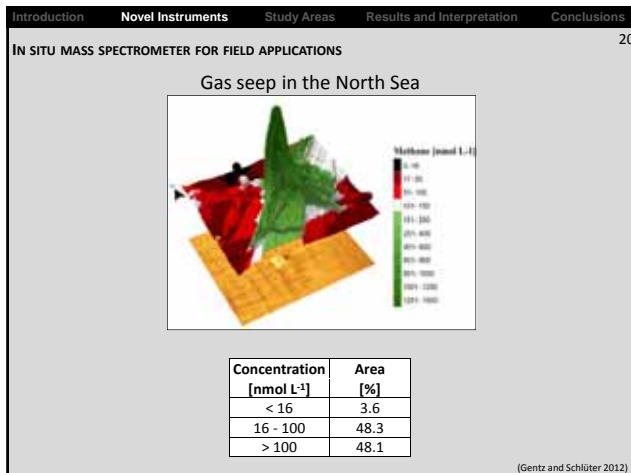 Introduction Novel Instruments Study Areas Results and Interpretation Conclusions
20
IN SITU MASS SPECTROMETER FOR FIELD APPLICATIONS
Gas seep in the North Sea
Methane [nmol L-1]
Concentration [nmol L-1] Area [%]
< 16 3.6
16 - 100 48.3
> 100 48.1
(Gentz and Schlüter 2012)